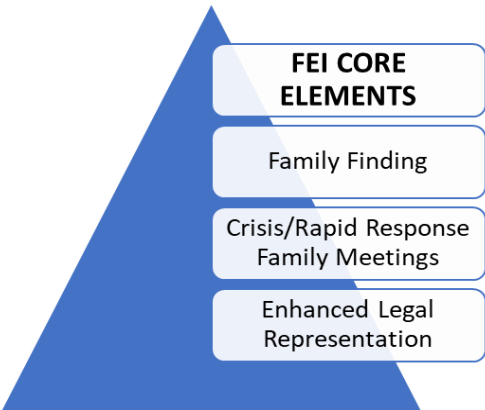 FEI CORE
ELEMENTS
Family Finding
Crisis/Rapid Response
Family Meetings
Enhanced Legal
Representation